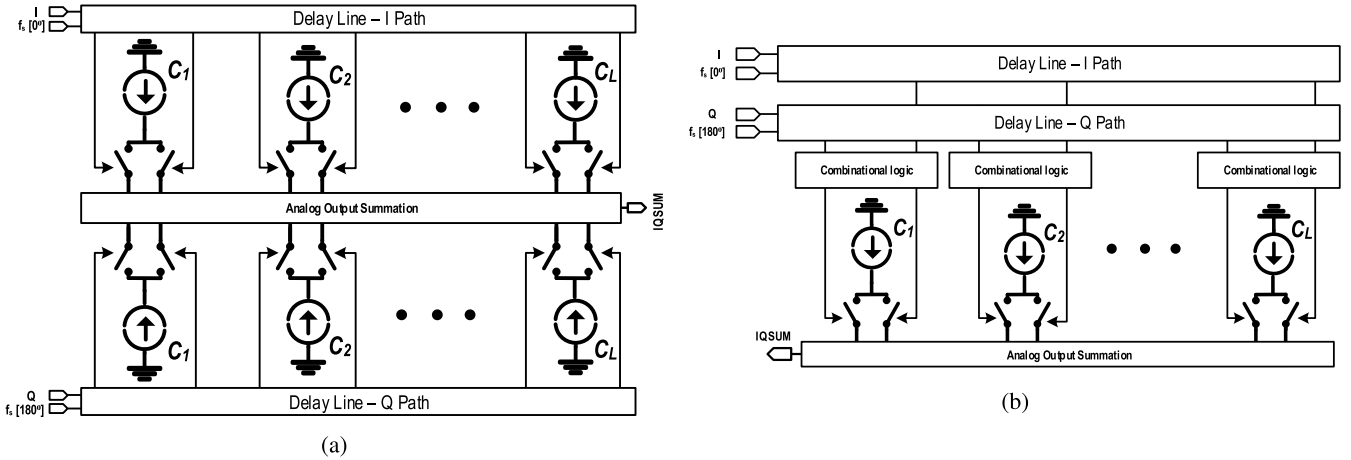 I
fs [0º]
Delay Line – I Path
C1
C2
CL
Analog Output Summation
IQSUM
C1
C2
CL
Q
fs [180º]
Delay Line – Q Path
(a)
I
fs [0º]
Delay Line – I Path
Q
fs [180º]
Delay Line – Q Path
Combinational logic
Combinational logic
Combinational logic
C1
C2
CL
IQSUM
Analog Output Summation
(b)